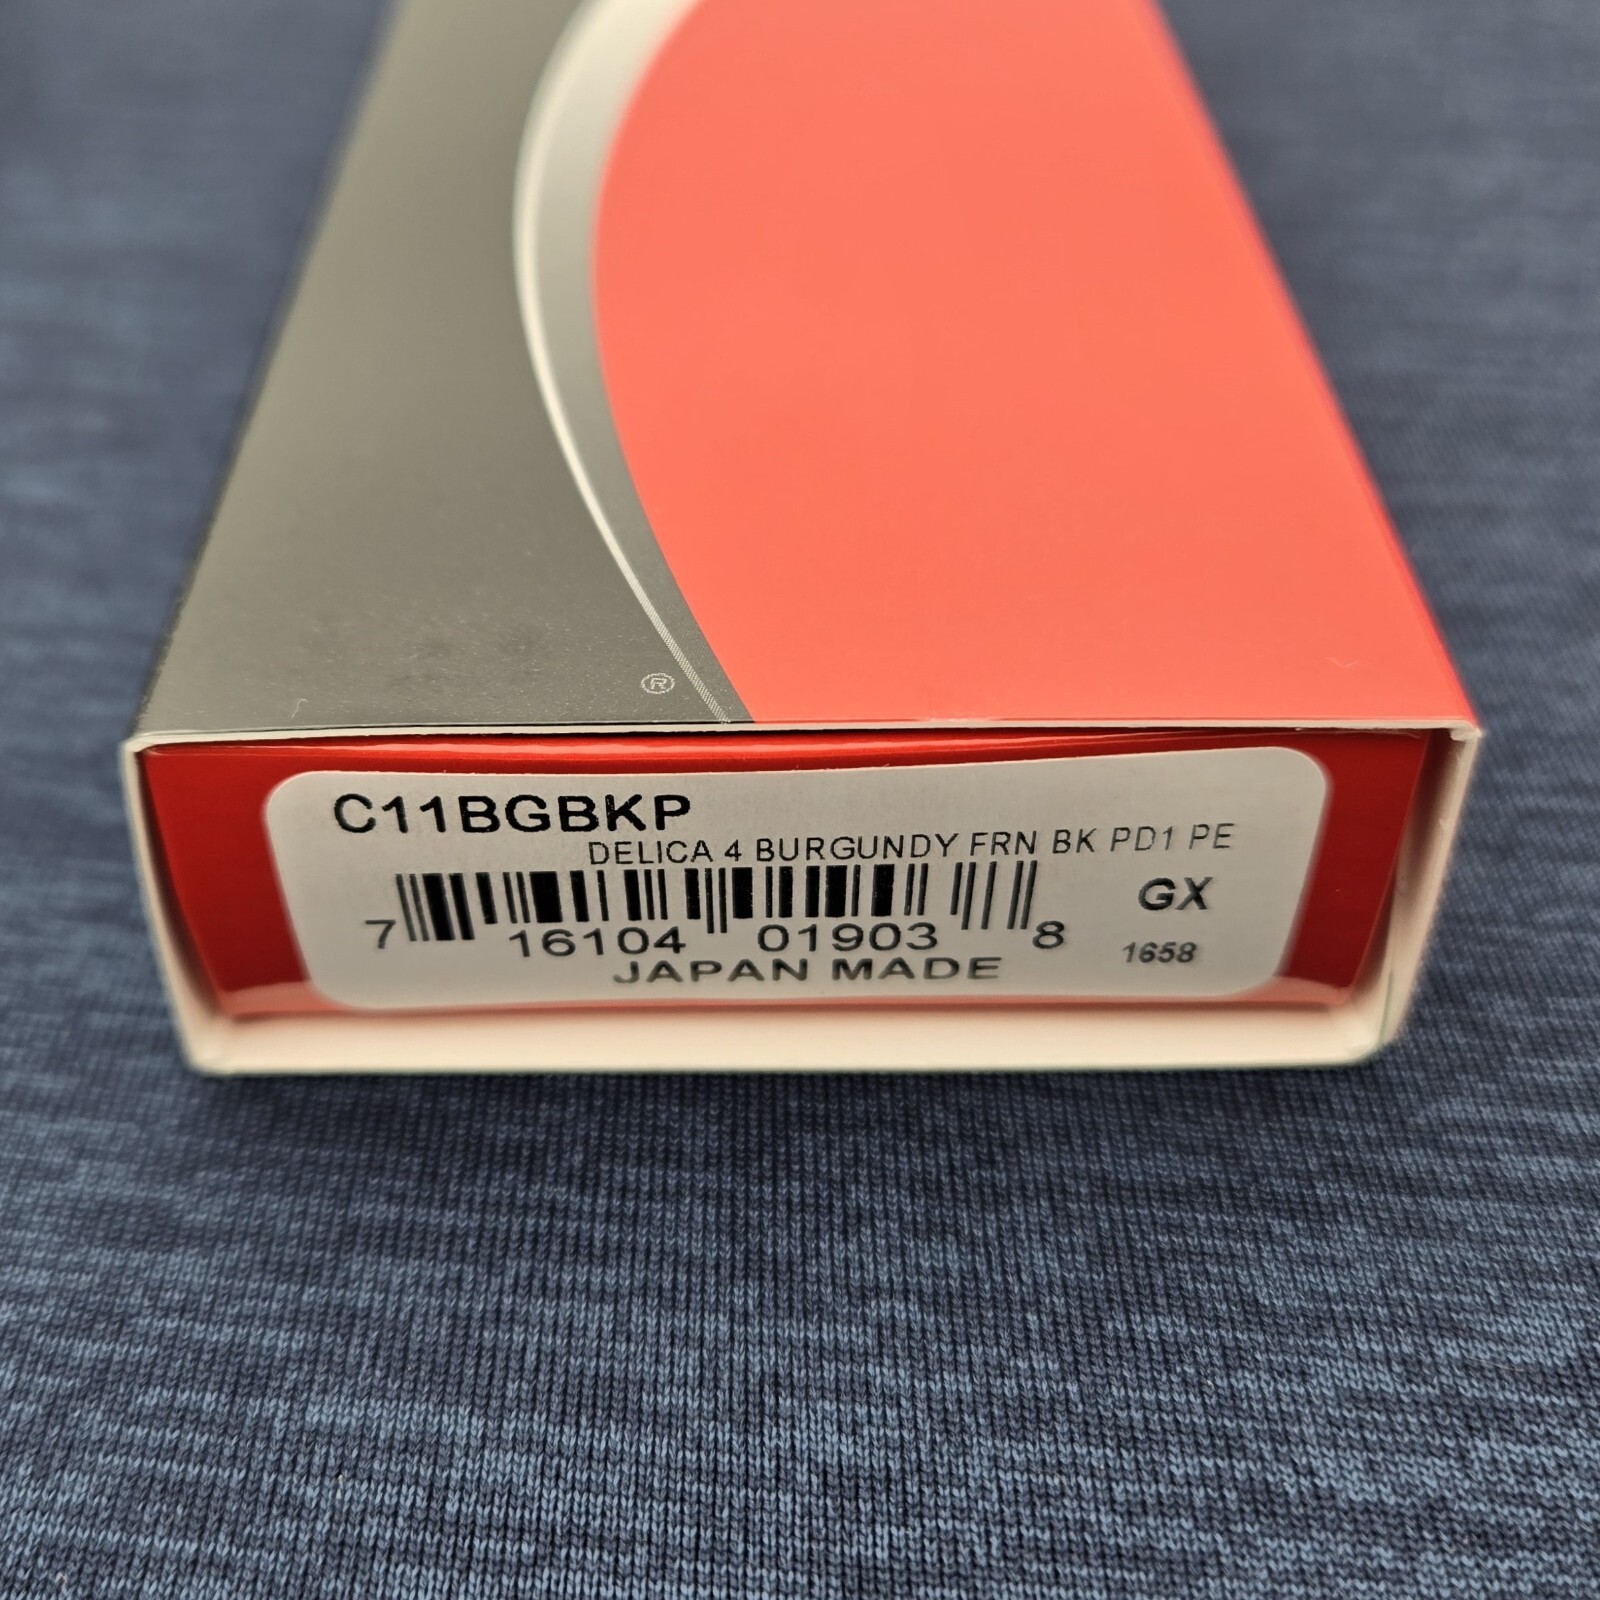 ®
C11BGBKP
DELICA 4 BURGUNDY FRN BK PD1 PE
GX
7 16104 01903 8
1658
JAPAN MADE